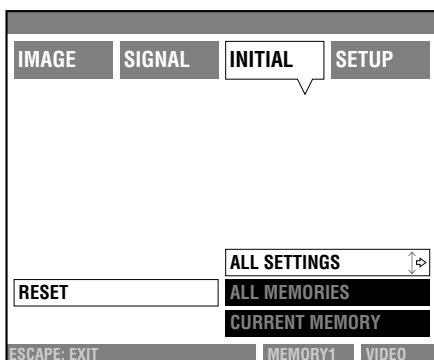 IMAGE SIGNAL INITIAL SETUP
ALL SETTINGS
RESET ALL MEMORIES
CURRENT MEMORY
ESCAPE: EXIT MEMORY1 VIDEO